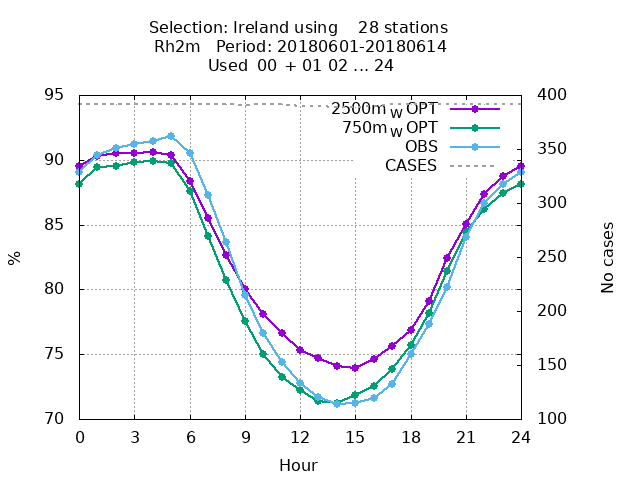 Selection: Ireland using 28 stations
Rh2m Period: 20180601-20180614
Used 00 + 01 02 ... 24
95
90
85
80
75
70
400
350
300
250
200
150
100
0 3 6 9 12 15 18 21 24
%
No cases
Hour
2500m W OPT
750m W OPT
OBS
CASES